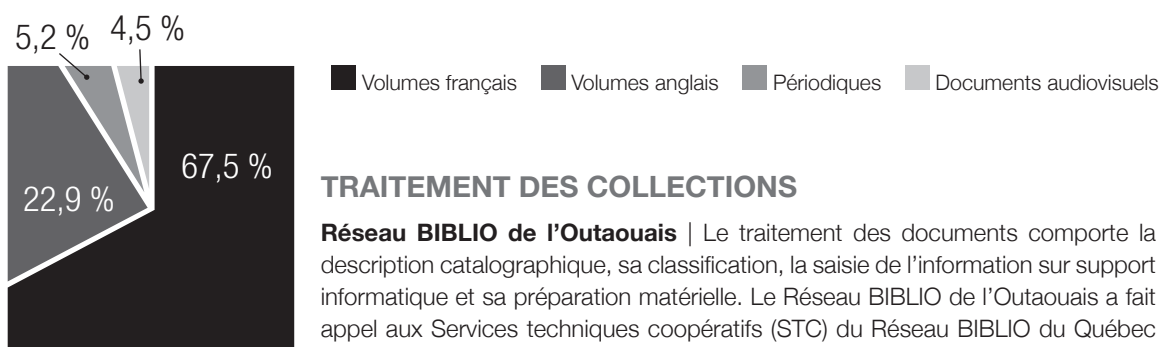 5,2 % 4,5 %
Volumes français Volumes anglais Périodiques Documents audiovisuels
67,5 %
22,9 %
TRAITEMENT DES COLLECTIONS
Réseau BIBLIO de l’Outaouais | Le traitement des documents comporte la
description catalographique, sa classification, la saisie de l’information sur support
informatique et sa préparation matérielle. Le Réseau BIBLIO de l’Outaouais a fait
appel aux Services techniques coopératifs (STC) du Réseau BIBLIO du Québec